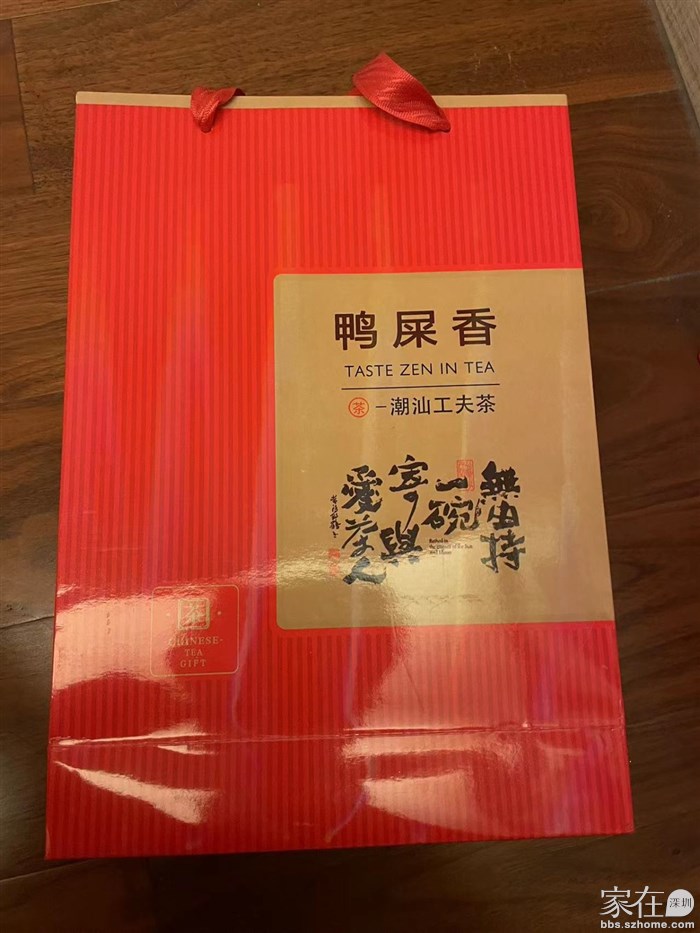 鸭屎香
TASTE ZEN IN TEA
茶 –潮汕工夫茶
無由持
一碗
寄與
愛茶人
茶
CHINESE-
TEA
GIFT
家在深圳
bbs.szhome.com